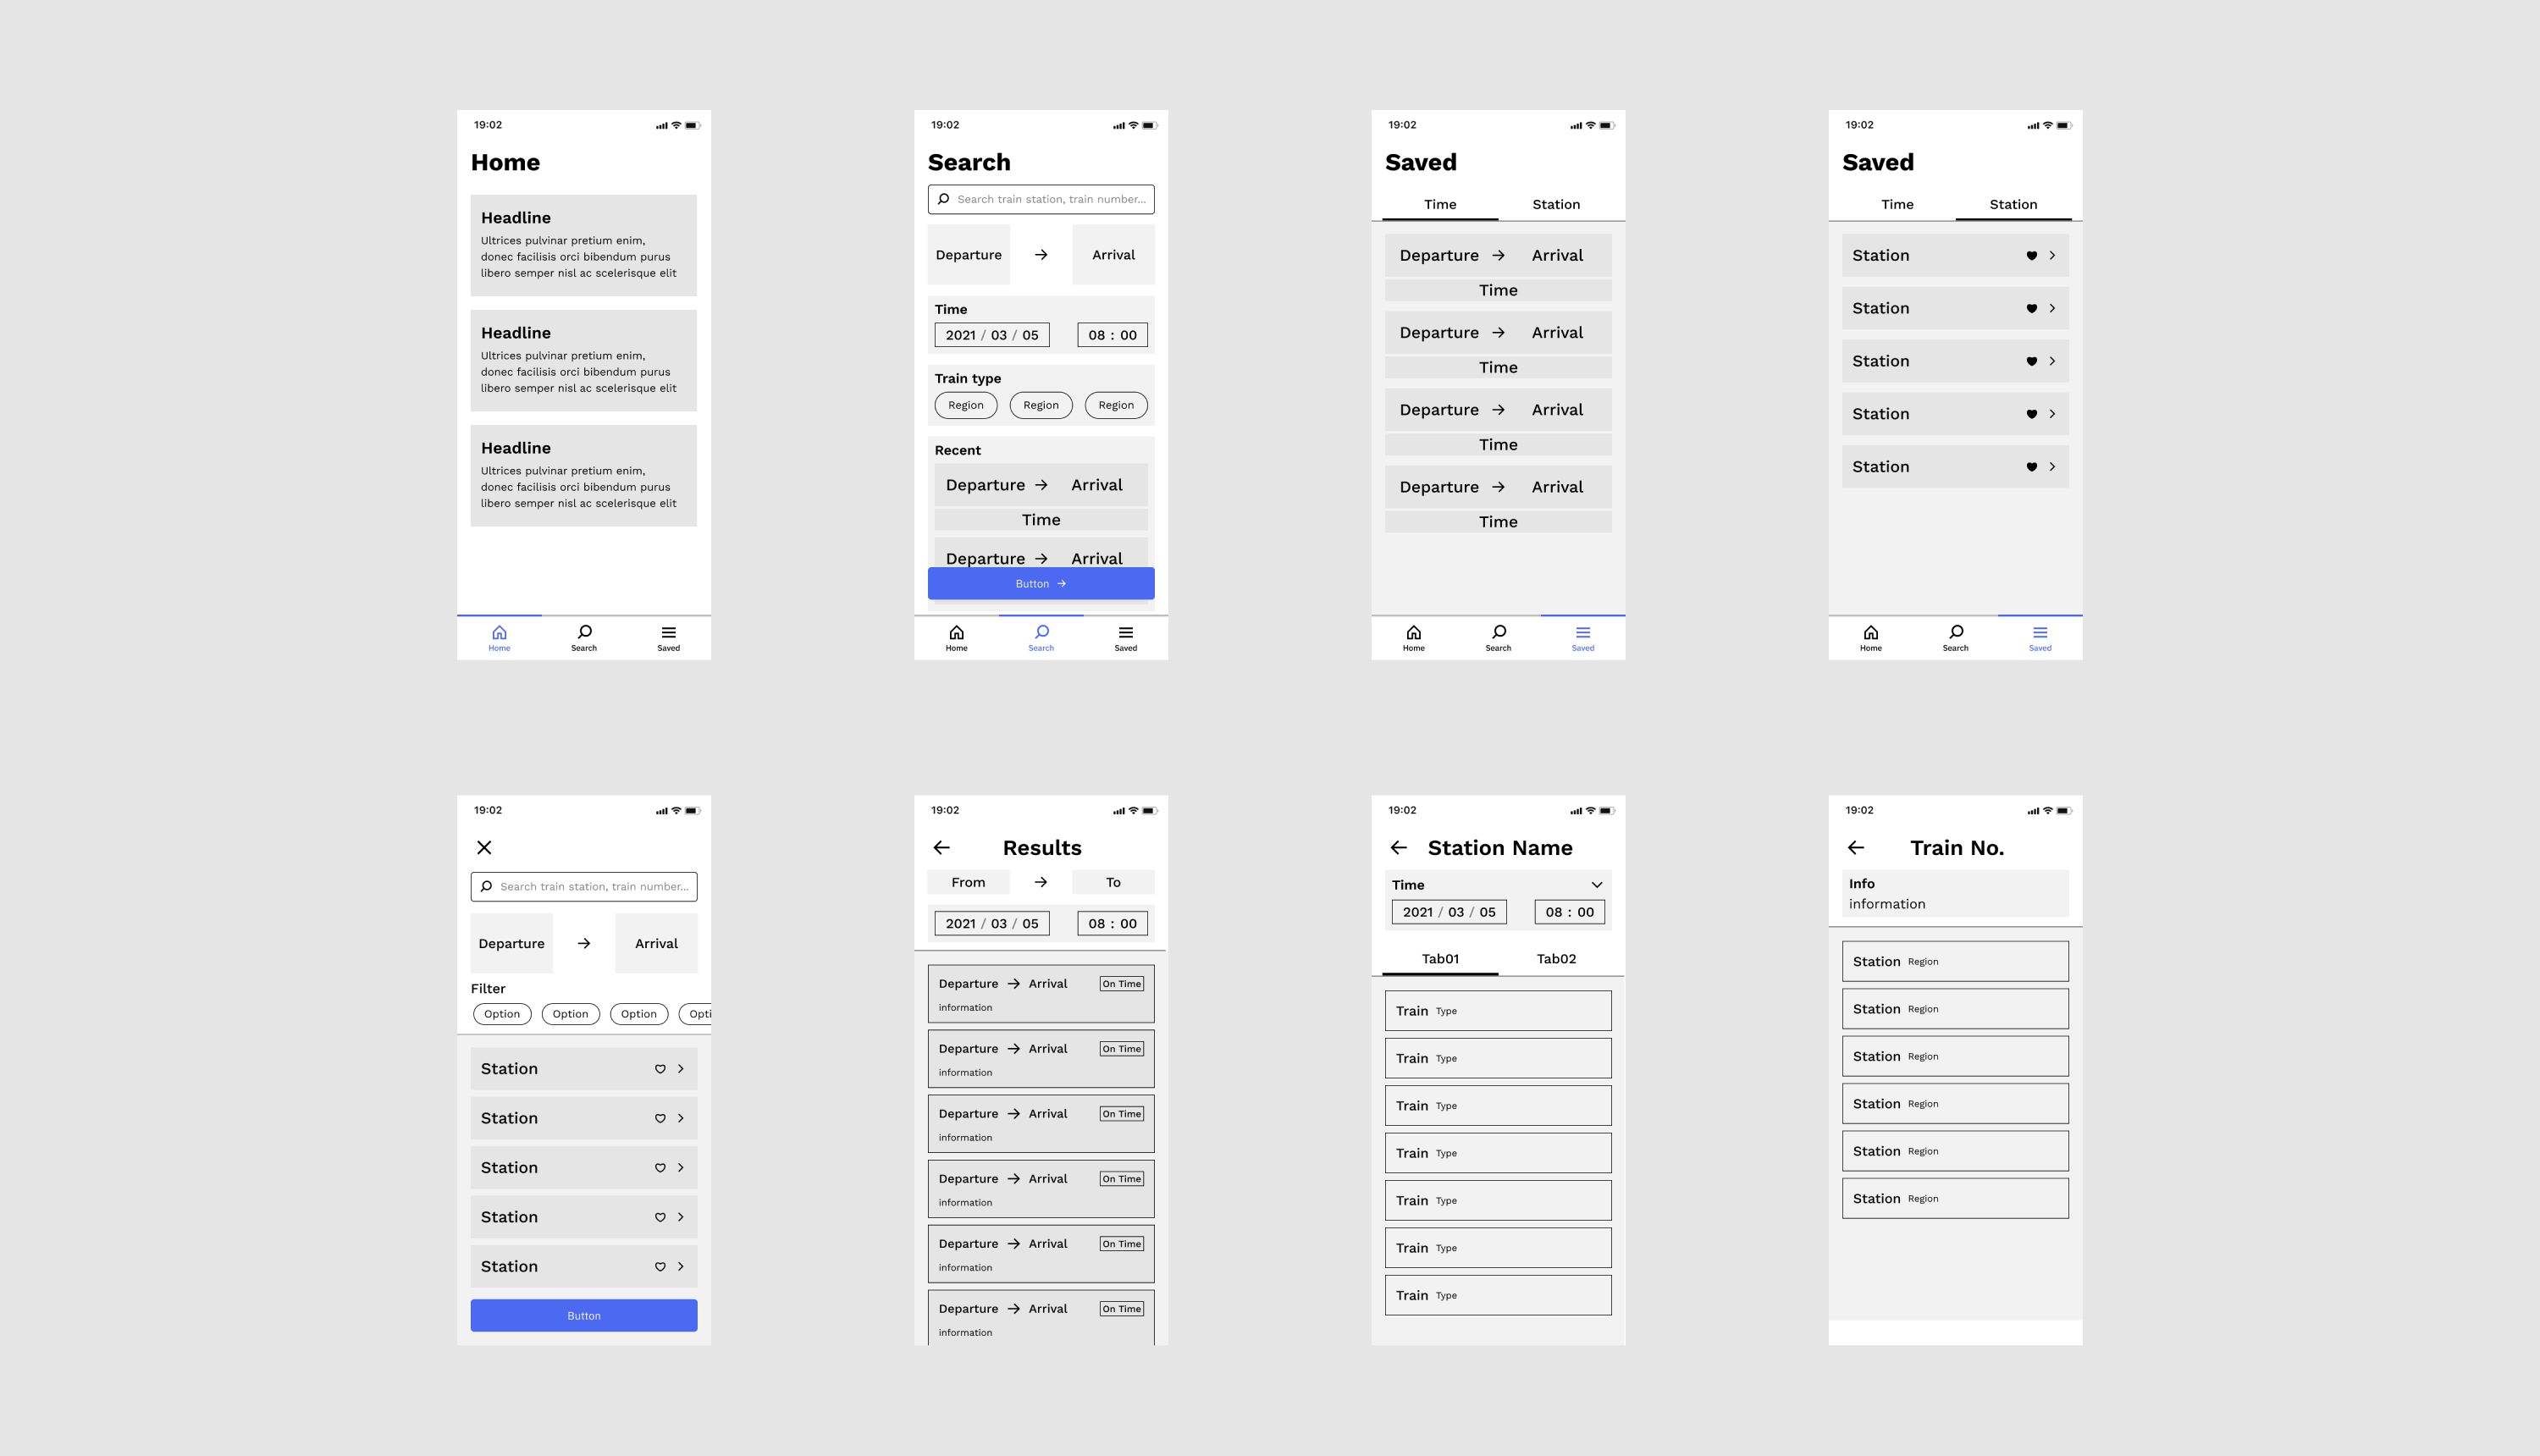 19:02
Home
Headline
Ultrices pulvinar pretium enim,
donec facilisis orci bibendum purus
libero semper nisl ac scelerisque elit
Headline
Ultrices pulvinar pretium enim,
donec facilisis orci bibendum purus
libero semper nisl ac scelerisque elit
Headline
Ultrices pulvinar pretium enim,
donec facilisis orci bibendum purus
libero semper nisl ac scelerisque elit
Home Search Saved
19:02
Search
Search train station, train number...
Departure → Arrival
Time
2021 / 03 / 05 08 : 00
Train type
Region Region Region
Recent
Departure → Arrival
Time
Departure → Arrival
Button →
Home Search Saved
19:02
Saved
Time Station
Departure → Arrival
Time
Departure → Arrival
Time
Departure → Arrival
Time
Departure → Arrival
Time
Home Search Saved
19:02
Saved
Time Station
Station
Station
Station
Station
Station
Home Search Saved
19:02
Search train station, train number...
Departure → Arrival
Filter
Option Option Option Opti
Station
Station
Station
Station
Station
Button
19:02
← Results
From → To
2021 / 03 / 05 08 : 00
Departure → Arrival On Time
information
Departure → Arrival On Time
information
Departure → Arrival On Time
information
Departure → Arrival On Time
information
Departure → Arrival On Time
information
Departure → Arrival On Time
information
19:02
← Station Name
Time
2021 / 03 / 05 08 : 00
Tab01 Tab02
Train Type
Train Type
Train Type
Train Type
Train Type
Train Type
Train Type
19:02
← Train No.
Info
information
Station Region
Station Region
Station Region
Station Region
Station Region
Station Region